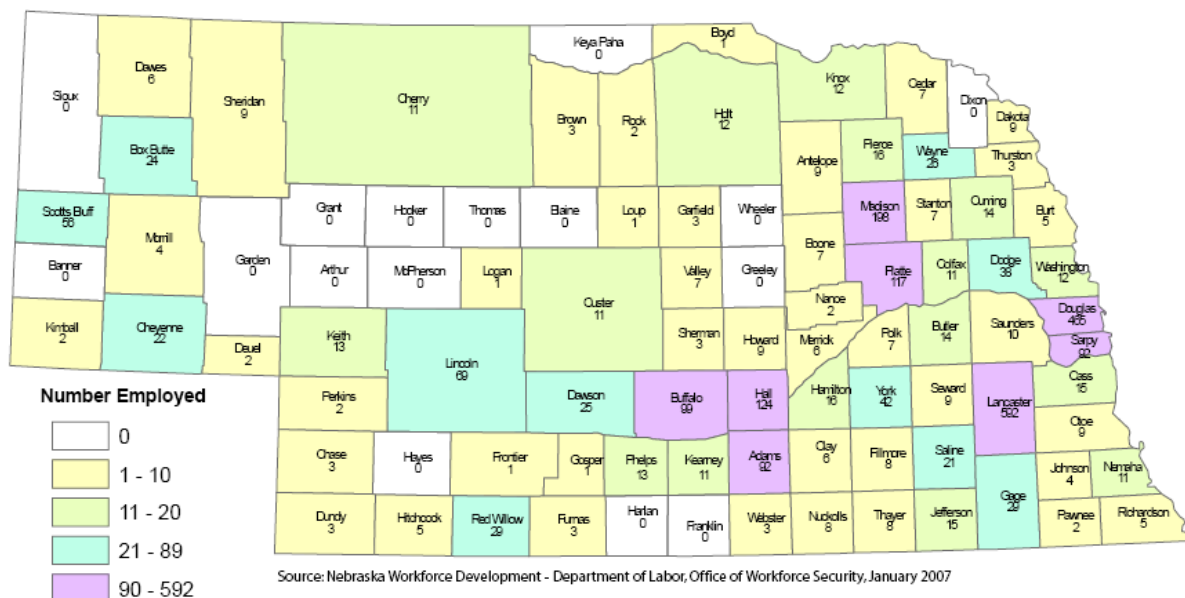 Sioux
0
Dawes
6
Sheridan
9
Cherry
11
Keya Paha
0
Boyd
1
Brown
3
Rock
2
Holt
12
Knox
12
Cedar
7
Dixon
0
Dakota
9
Box Butte
24
Antelope
9
Pierce
16
Wayne
26
Thurston
3
Scotts Bluff
56
Morrill
4
Garden
0
Grant
0
Hooker
0
Thomas
0
Blaine
0
Loup
1
Garfield
3
Wheeler
0
Madison
198
Stanton
7
Cuming
14
Burt
5
Banner
0
Arthur
0
McPherson
0
Logan
1
Custer
11
Valley
7
Greeley
0
Boone
7
Platte
117
Colfax
11
Dodge
38
Washington
12
Kimball
2
Cheyenne
22
Deuel
2
Keith
13
Lincoln
69
Sherman
3
Howard
9
Nance
2
Merrick
6
Polk
7
Butler
14
Saunders
10
Douglas
465
Sarpy
92
Perkins
2
Dawson
25
Buffalo
99
Hall
124
Hamilton
16
York
42
Seward
9
Lancaster
592
Cass
15
Otoe
9
Chase
3
Hayes
0
Frontier
1
Gosper
1
Phelps
13
Kearney
11
Adams
92
Clay
6
Fillmore
8
Saline
21
Gage
29
Johnson
4
Nemaha
11
Dundy
3
Hitchcock
5
Red Willow
29
Furnas
3
Harlan
0
Franklin
0
Webster
3
Nuckolls
8
Thayer
8
Jefferson
15
Pawnee
2
Richardson
5
Number Employed
0
1 - 10
11 - 20
21 - 89
90 - 592
Source: Nebraska Workforce Development - Department of Labor, Office of Workforce Security, January 2007